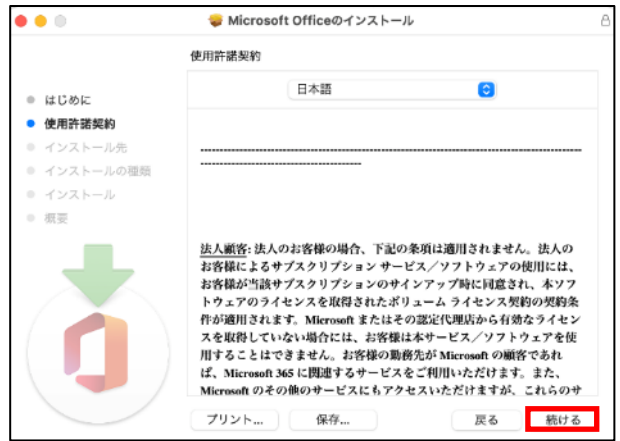 Microsoft Officeのインストール
使用許諾契約
日本語
はじめに
使用許諾契約
インストール先
インストールの種類
インストール
概要
法人顧客: 法人のお客様の場合、下記の条項は適用されません。法人の
お客様によるサブスクリプション サービス／ソフトウェアの使用には、
お客様が当該サブスクリプションのサインアップ時に同意され、本ソフ
トウェアのライセンスを取得されたボリューム ライセンス契約の契約条
件が適用されます。Microsoft またはその認定代理店から有効なライセン
スを取得していない場合には、お客様は本サービス／ソフトウェアを使
用することはできません。お客様の勤務先が Microsoft の顧客であれ
ば、Microsoft 365 に関連するサービスをご利用いただけます。また、
Microsoft のその他のサービスにもアクセスいただけますが、これらのサ
プリント...
保存...
戻る
続ける